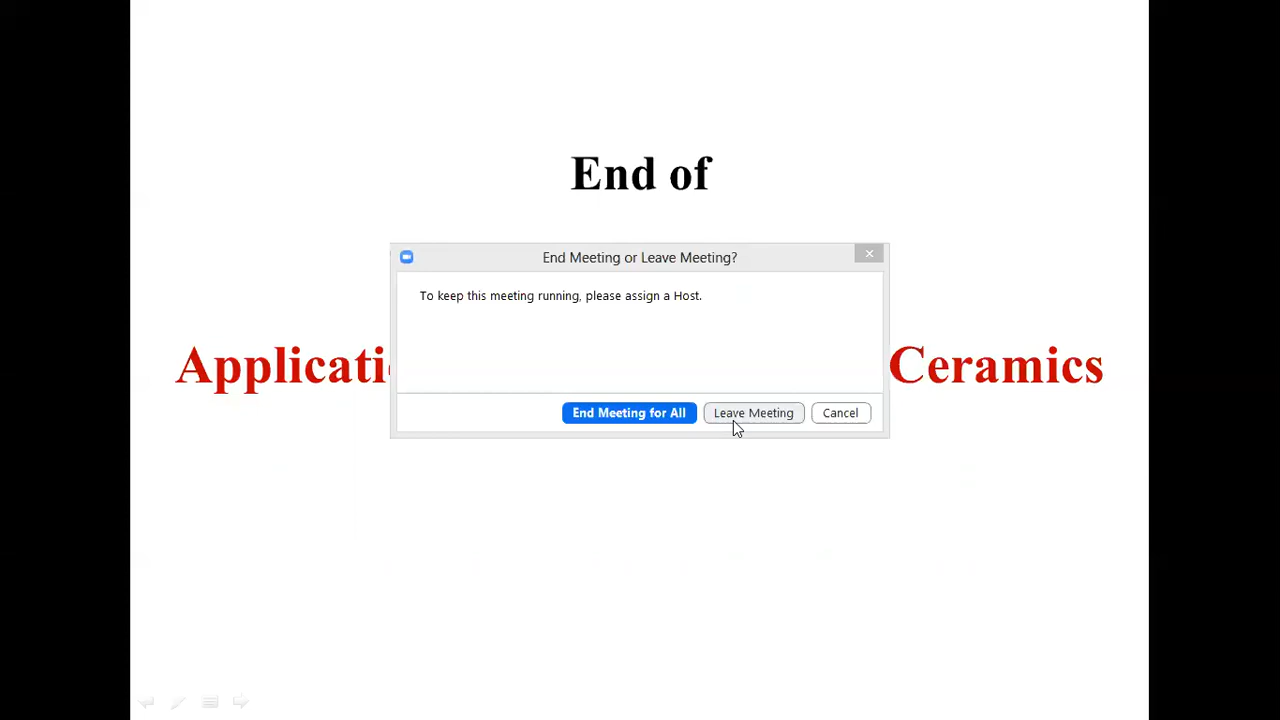 End of
End Meeting or Leave Meeting?
To keep this meeting running, please assign a Host.
Ceramics
End Meeting for All Leave Meeting Cancel